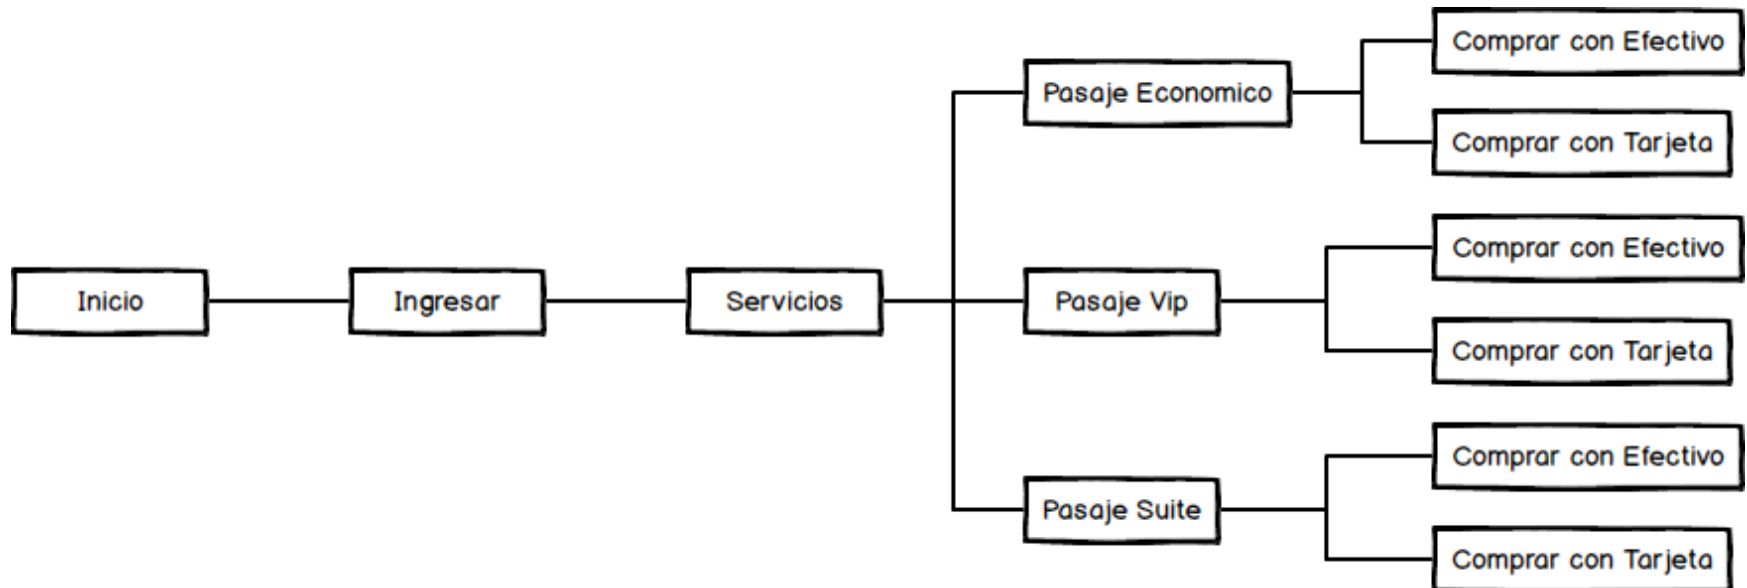 Inicio
Ingresar
Servicios
Pasaje Economico
Comprar con Efectivo
Comprar con Tarjeta
Pasaje Vip
Comprar con Efectivo
Comprar con Tarjeta
Pasaje Suite
Comprar con Efectivo
Comprar con Tarjeta